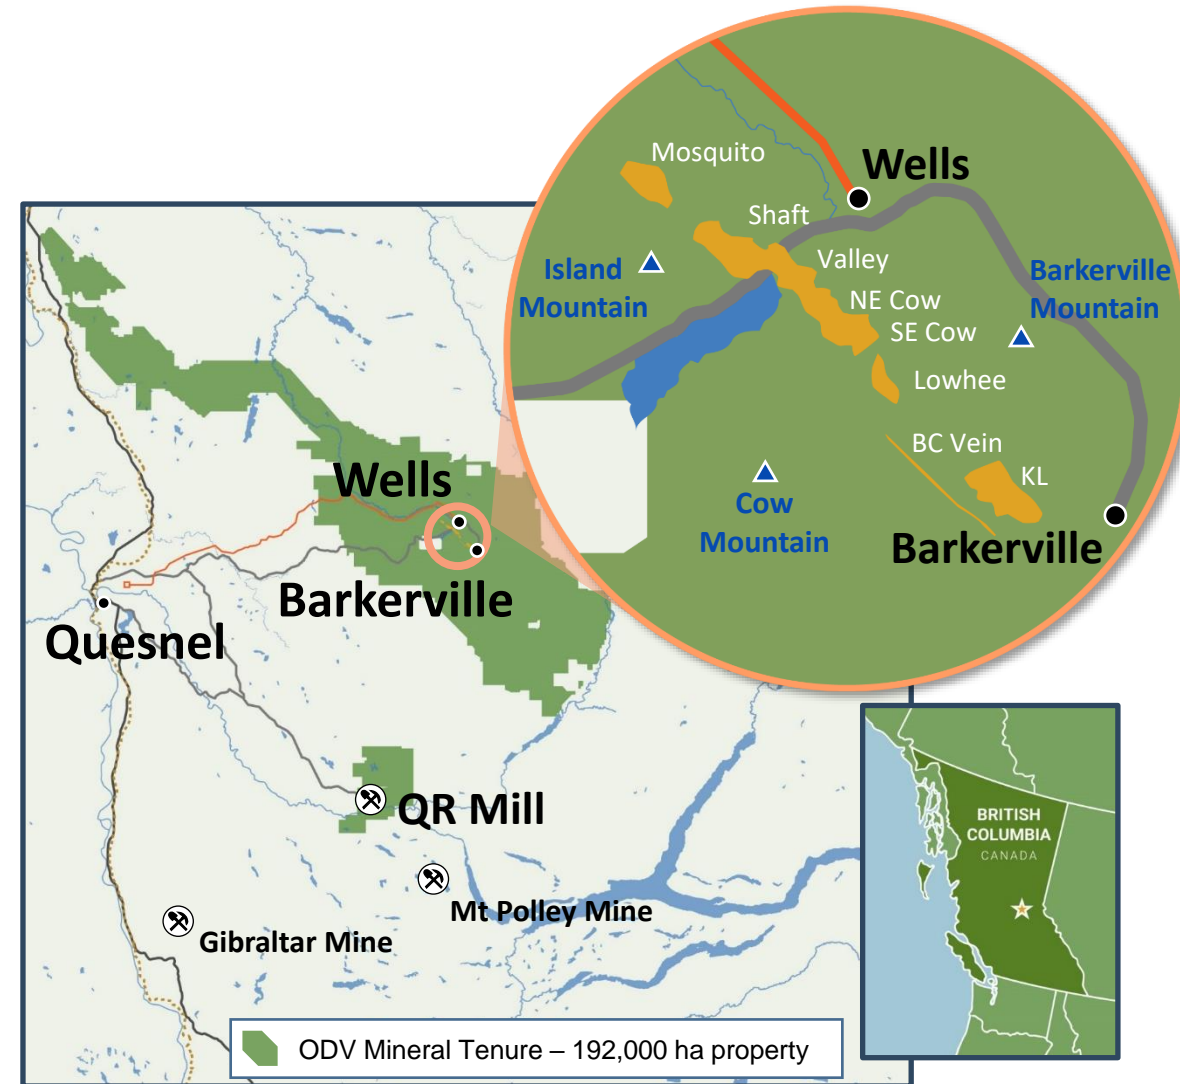 Mosquito
Wells
Shaft
Island
Mountain
Valley
Barkerville
Mountain
NE Cow
SE Cow
Lowhee
BC Vein
KL
Cow
Mountain
Barkerville
Wells
Barkerville
Quesnel
QR Mill
Mt Polley Mine
Gibraltar Mine
BRITISH
COLUMBIA
CANADA
ODV Mineral Tenure – 192,000 ha property